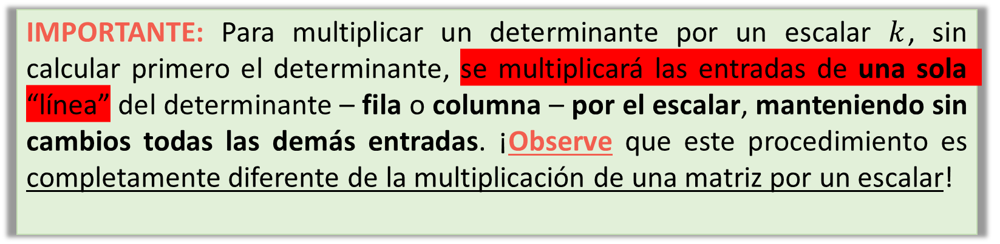 IMPORTANTE: Para multiplicar un determinante por un escalar k, sin
calcular primero el determinante, se multiplicará las entradas de una sola
“línea” del determinante – fila o columna – por el escalar, manteniendo sin
cambios todas las demás entradas. ¡Observe que este procedimiento es
completamente diferente de la multiplicación de una matriz por un escalar!